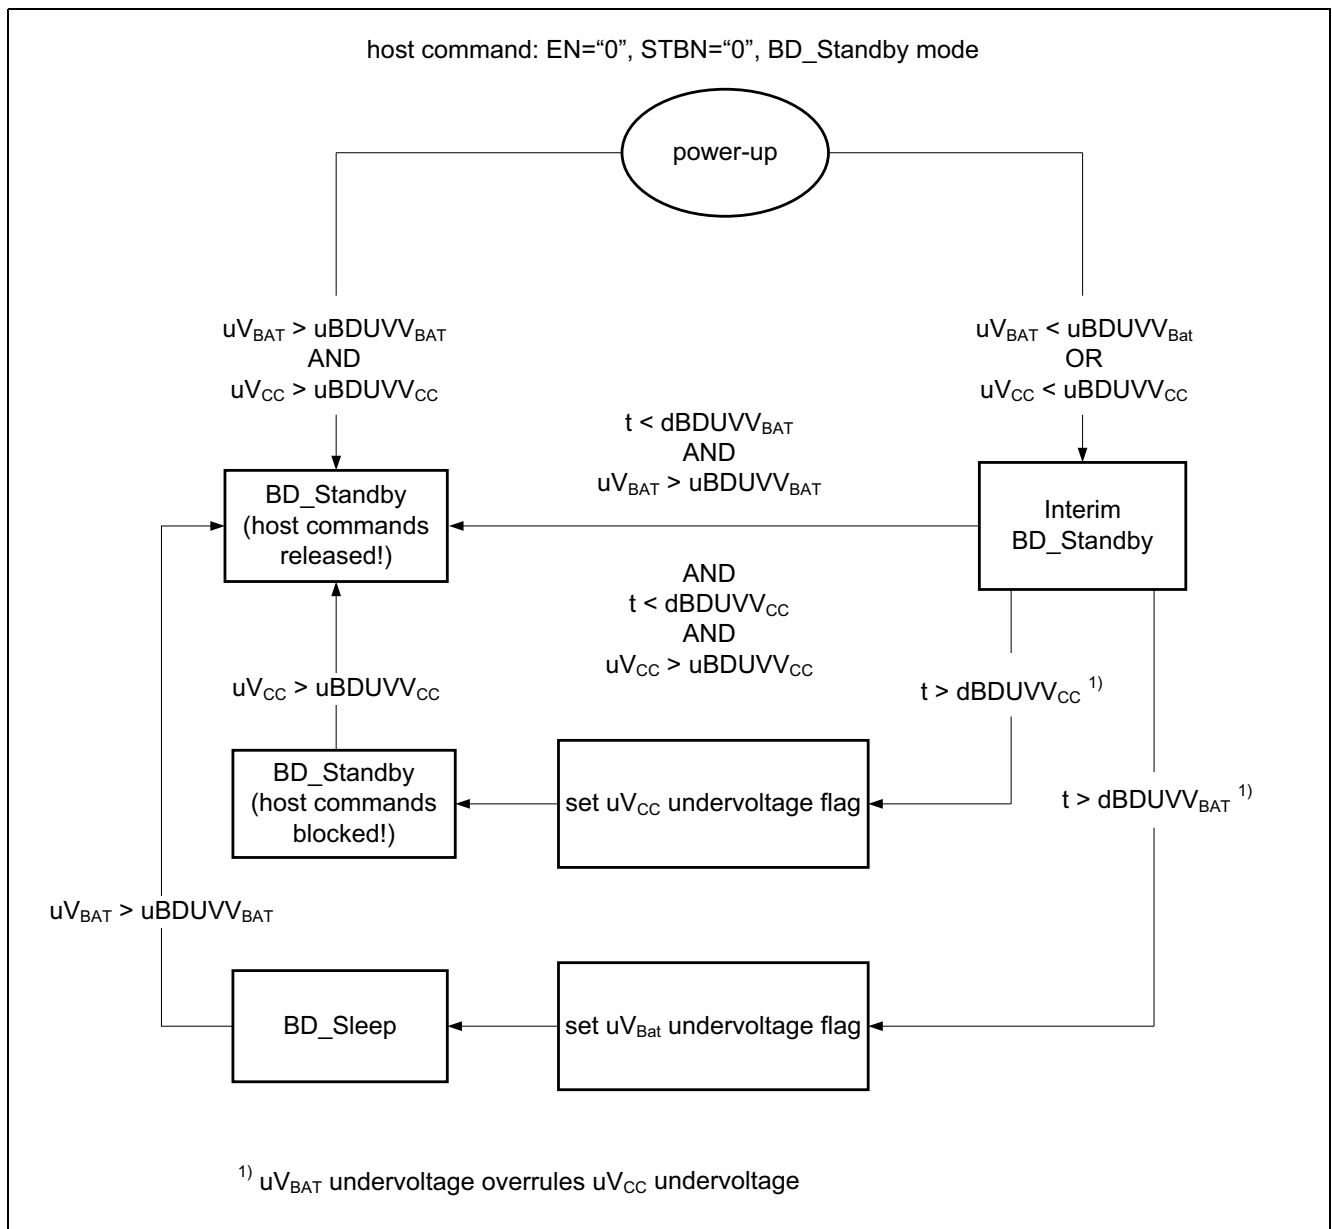 host command: EN=“0”, STBN=“0”, BD_Standby mode
power-up
uVBAT > uBDUVVBAT
AND
uVCC > uBDUVVCC
uVBAT < uBDUVVBat
OR
uVCC < uBDUVVCC
t < dBDUVVBAT
AND
uVBAT > uBDUVVBAT
BD_Standby
(host commands
released!)
Interim
BD_Standby
AND
t < dBDUVVCC
AND
uVCC > uBDUVVCC
uVCC > uBDUVVCC
t > dBDUVVCC 1)
BD_Standby
(host commands
blocked!)
set uVCC undervoltage flag
t > dBDUVVBAT 1)
uVBAT > uBDUVVBAT
BD_Sleep
set uVBat undervoltage flag
1) uVBAT undervoltage overrules uVCC undervoltage